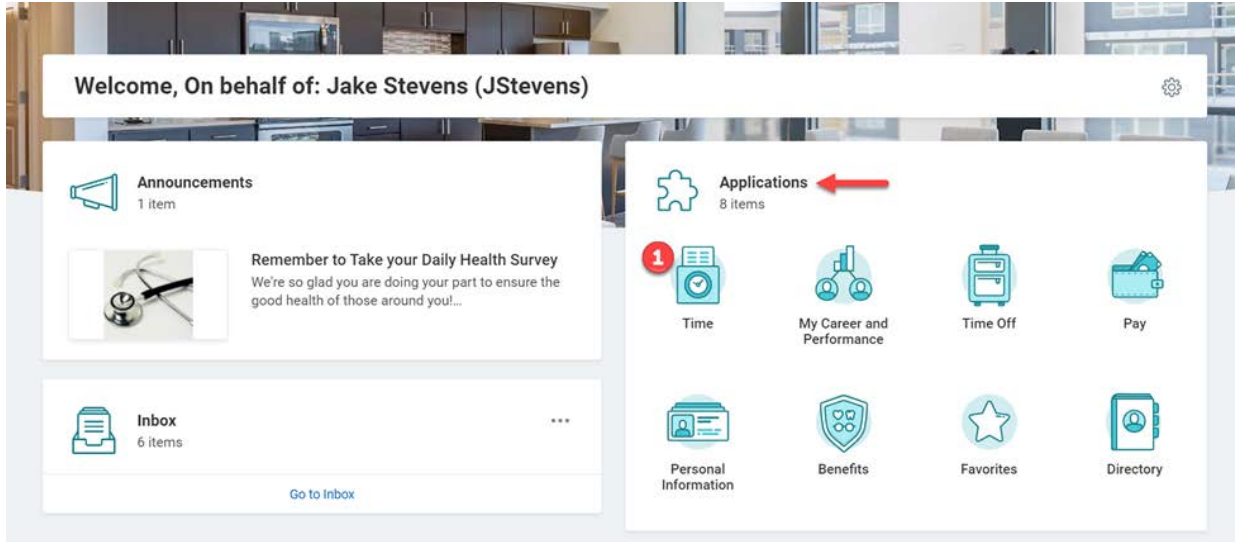 Welcome, On behalf of: Jake Stevens (JStevens)
Announcements
1 item
Remember to Take your Daily Health Survey
We're so glad you are doing your part to ensure the
good health of those around you!...
Inbox
6 items
Go to Inbox
Applications
8 items
1
Time
My Career and
Performance
Time Off
Pay
Personal
Information
Benefits
Favorites
Directory